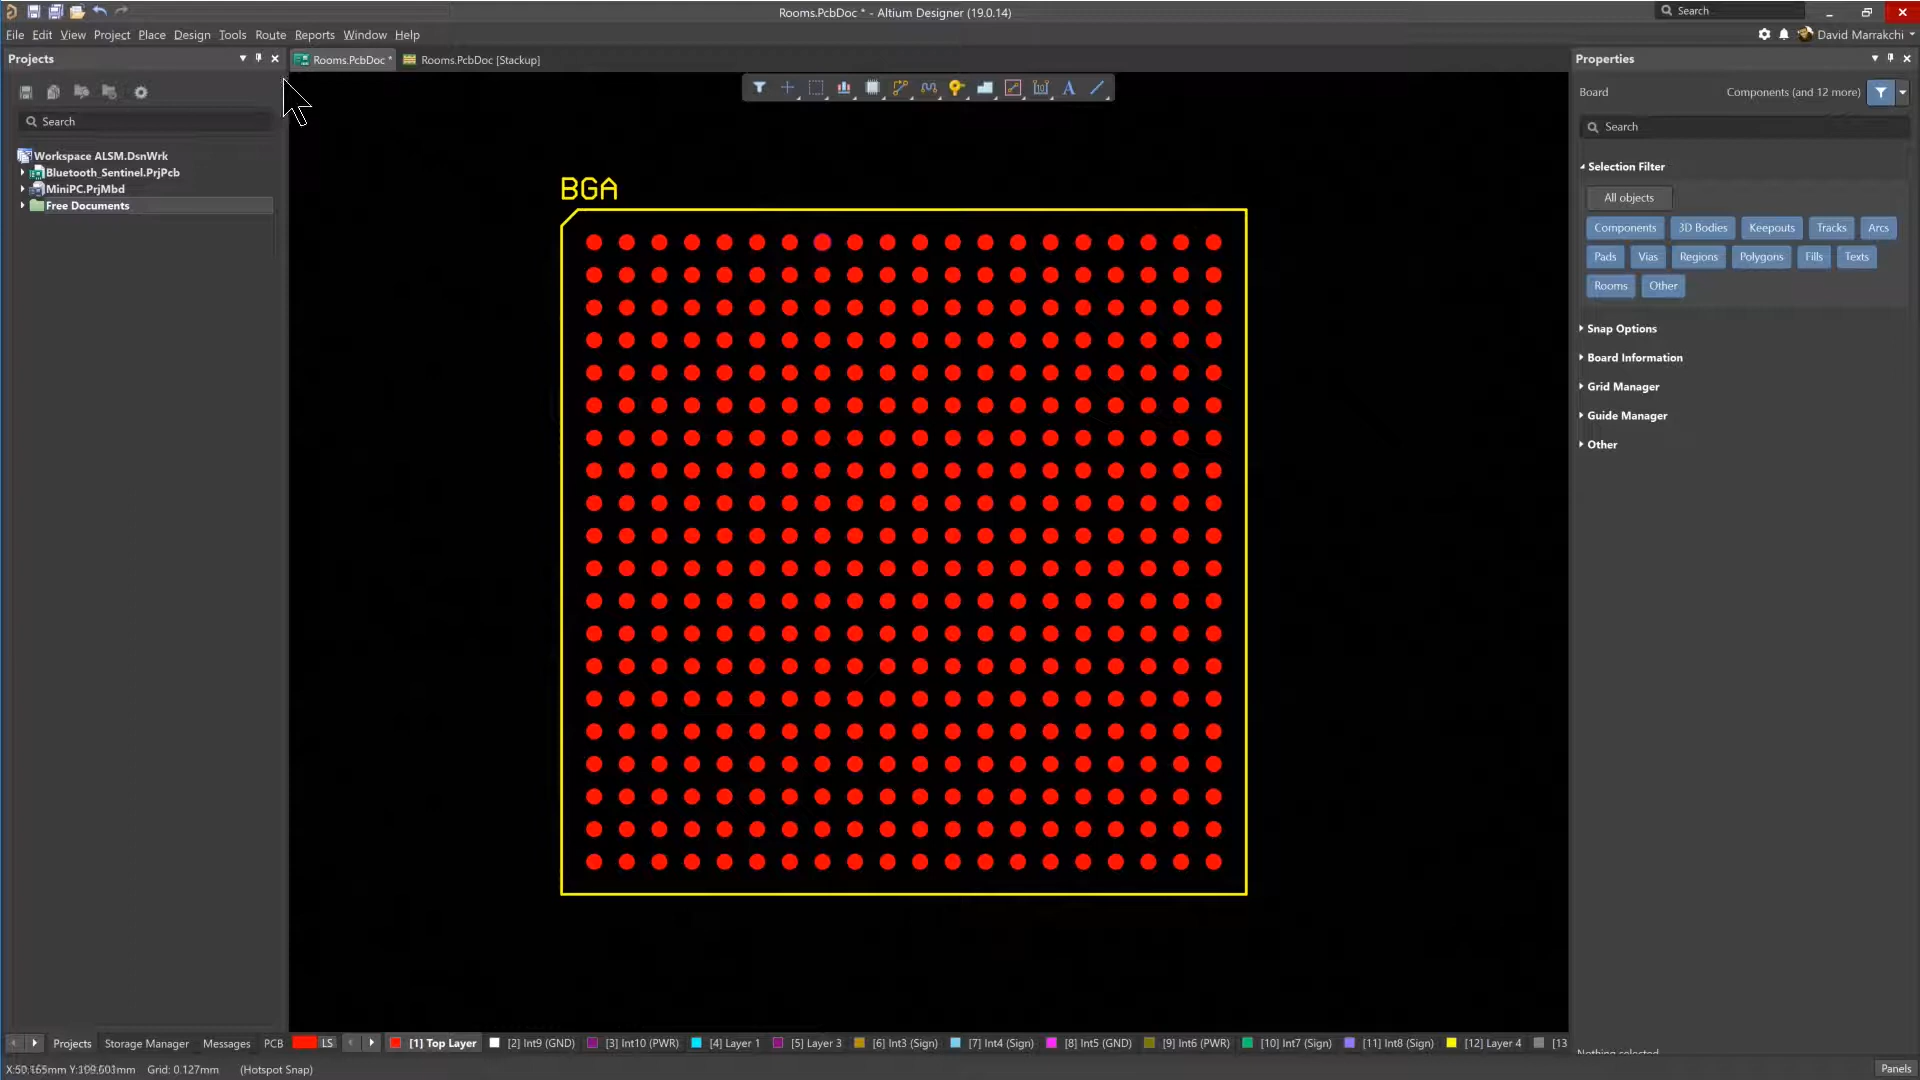 Rooms.PcbDoc * - Altium Designer (19.0.14)
Search
File Edit View Project Place Design Tools Route Reports Window Help
David Marrakchi
Projects
Rooms.PcbDoc *
Rooms.PcbDoc [Stackup]
Properties
Board
Components (and 12 more)
Search
Search
Workspace ALSM.DsnWrk
Bluetooth_Sentinel.PrjPcb
MiniPC.PrjMbd
Free Documents
BGA
Selection Filter
All objects
Components 3D Bodies Keepouts Tracks Arcs
Pads Vias Regions Polygons Fills Texts
Rooms Other
Snap Options
Board Information
Grid Manager
Guide Manager
Other
Projects Storage Manager Messages PCB
LS [1] Top Layer [2] Int9 (GND) [3] Int10 (PWR) [4] Layer 1 [5] Layer 3 [6] Int3 (Sign) [7] Int4 (Sign) [8] Int5 (GND) [9] Int6 (PWR) [10] Int7 (Sign) [11] Int8 (Sign) [12] Layer 4 [13
Nothing selected
Grid: 0.127mm (Hotspot Snap)
Panels